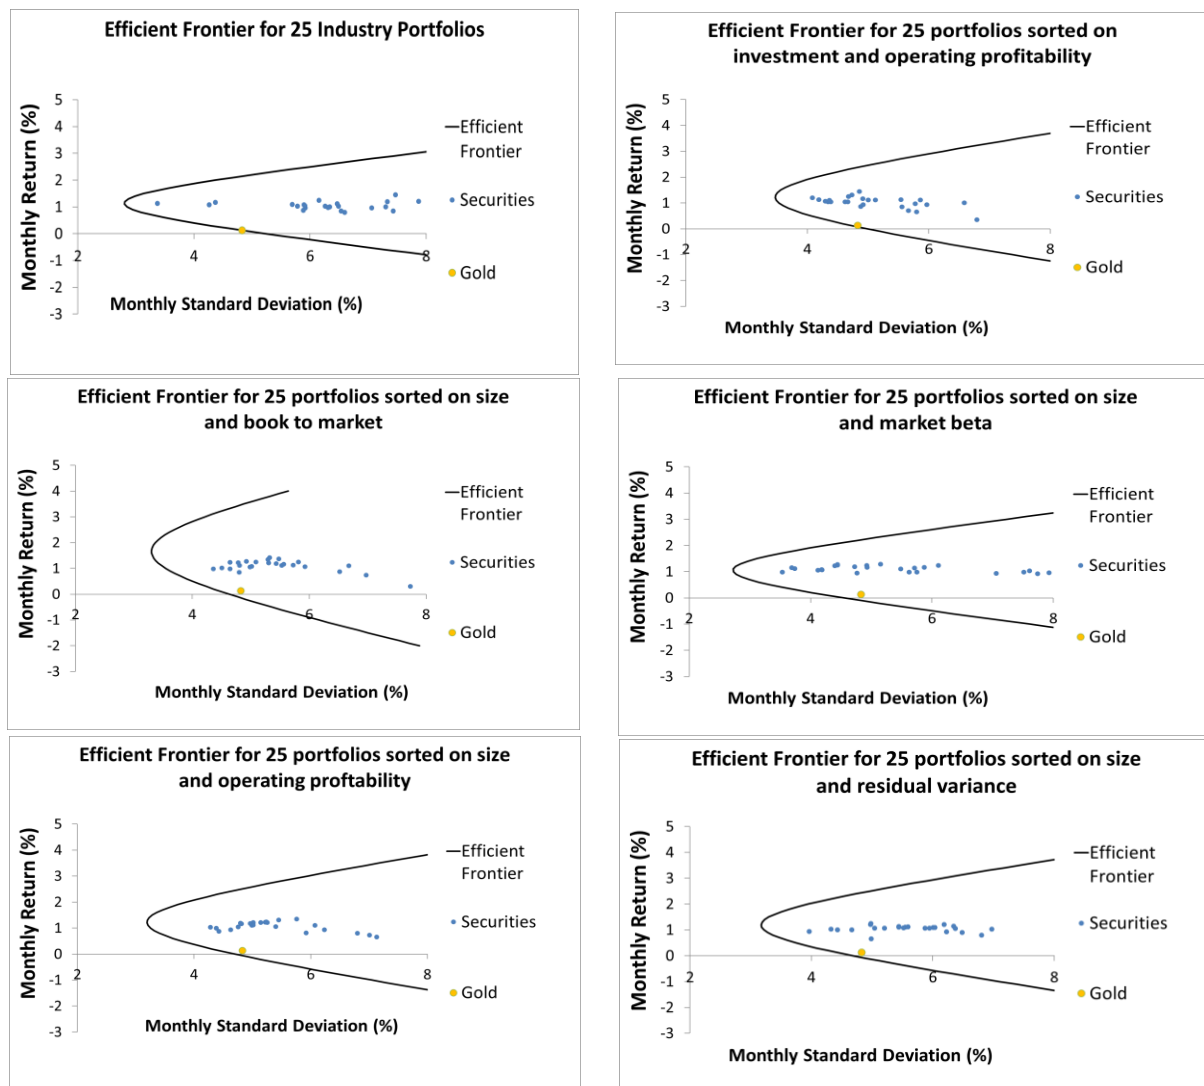 Efficient Frontier for 25 Industry Portfolios
Monthly Return (%)
5
4
3
2
1
0
-1
-2
-3
2
4
6
8
Monthly Standard Deviation (%)
Efficient
Frontier
Securities
Gold
Efficient Frontier for 25 portfolios sorted on
investment and operating profitability
Monthly Return (%)
5
4
3
2
1
0
-1
-2
-3
2
4
6
8
Monthly Standard Deviation (%)
Efficient
Frontier
Securities
Gold
Efficient Frontier for 25 portfolios sorted on size
and book to market
Monthly Return (%)
5
4
3
2
1
0
-1
-2
-3
2
4
6
8
Monthly Standard Deviation (%)
Efficient
Frontier
Securities
Gold
Efficient Frontier for 25 portfolios sorted on size
and market beta
Monthly Return (%)
5
4
3
2
1
0
-1
-2
-3
2
4
6
8
Monthly Standard Deviation (%)
Efficient
Frontier
Securities
Gold
Efficient Frontier for 25 portfolios sorted on size
and operating proftability
Monthly Return (%)
5
4
3
2
1
0
-1
-2
-3
2
4
6
8
Monthly Standard Deviation (%)
Efficient
Frontier
Securities
Gold
Efficient Frontier for 25 portfolios sorted on size
and residual variance
Monthly Return (%)
5
4
3
2
1
0
-1
-2
-3
2
4
6
8
Monthly Standard Deviation (%)
Efficient
Frontier
Securities
Gold